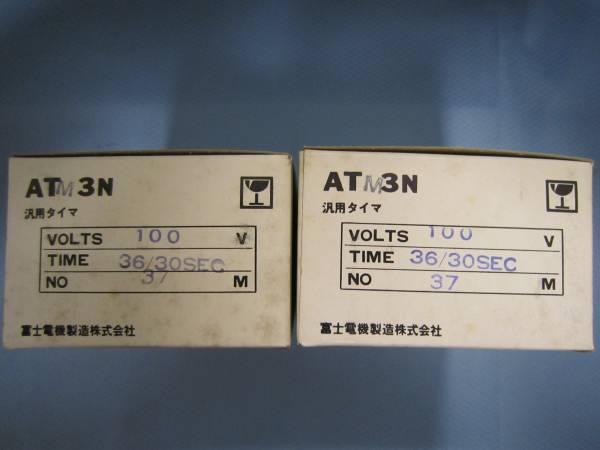 ATM3N
汎用タイマ
VOLTS 100 V
TIME 36/30SEC
NO 37 M
富士電機製造株式会社
ATM3N
汎用タイマ
VOLTS 100 V
TIME 36/30SEC
NO 37 M
富士電機製造株式会社